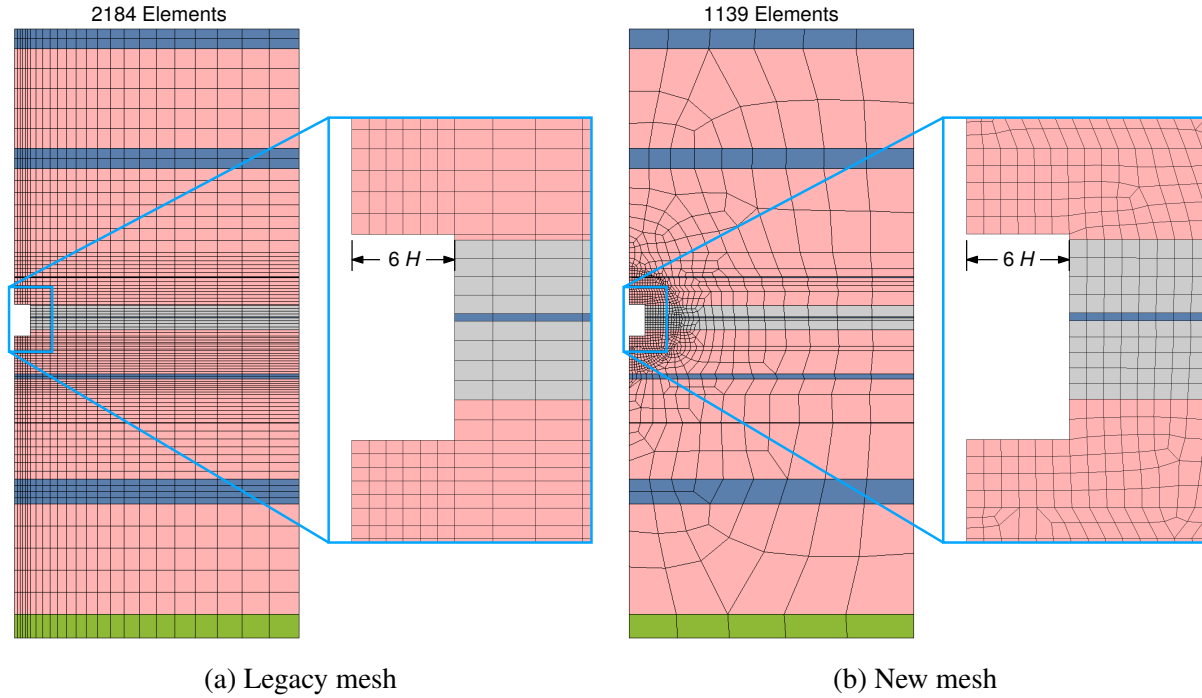 2184 Elements
1139 Elements
6 H
6 H
(a) Legacy mesh
(b) New mesh